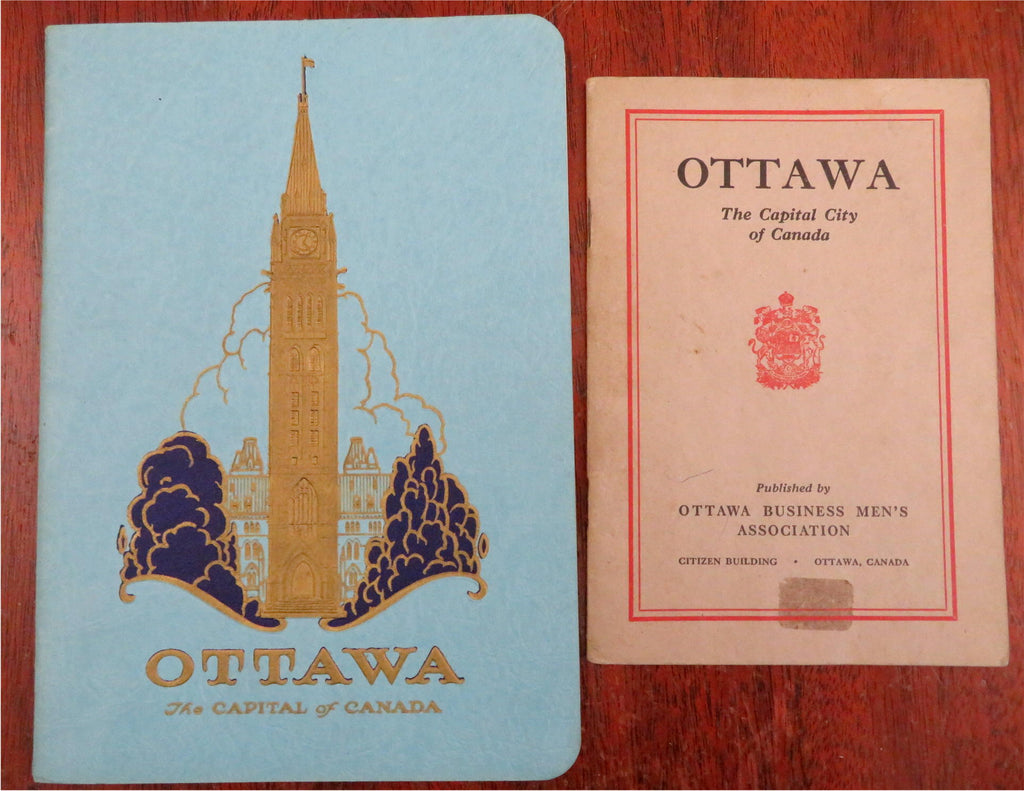 OTTAWA
The CAPITAL of CANADA
OTTAWA
The Capital City
of Canada
Published by
OTTAWA BUSINESS MEN'S
ASSOCIATION
CITIZEN BUILDING • OTTAWA, CANADA